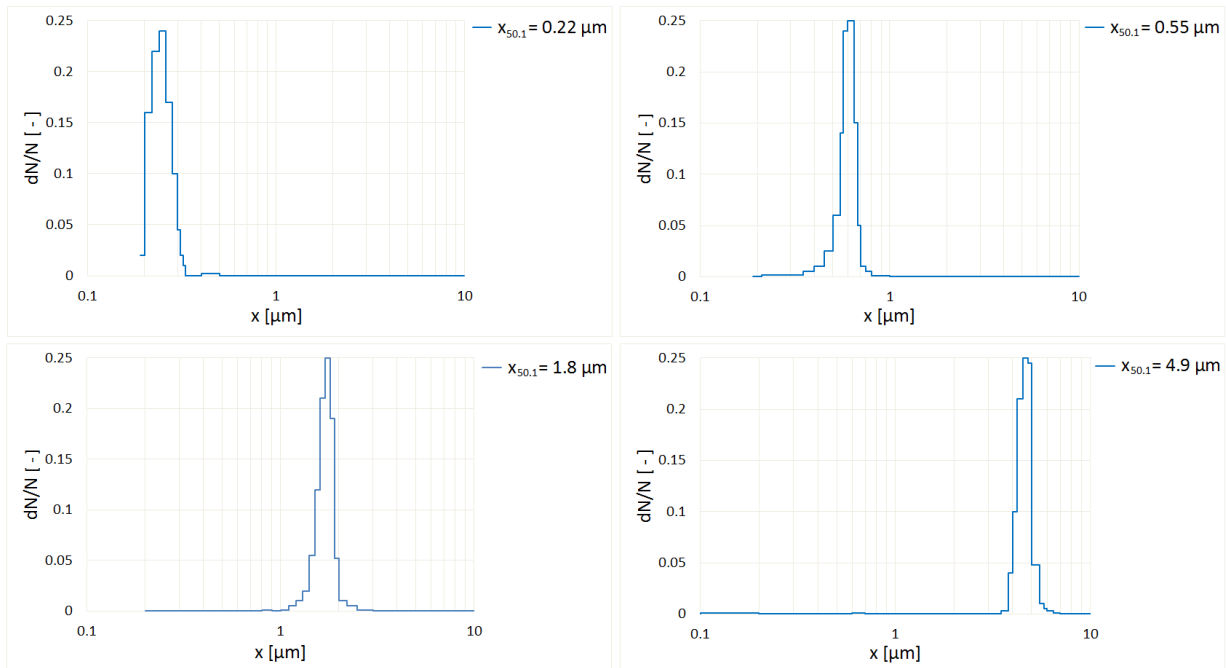 0.25
x50.1 = 0.22 µm
0.2
0.15
0.1
0.05
0
dN/N [ - ]
0.1 1 10
x [µm]
0.25
x50.1 = 0.55 µm
0.2
0.15
0.1
0.05
0
dN/N [ - ]
0.1 1 10
x [µm]
0.25
x50.1 = 1.8 µm
0.2
0.15
0.1
0.05
0
dN/N [ - ]
0.1 1 10
x [µm]
0.25
x50.1 = 4.9 µm
0.2
0.15
0.1
0.05
0
dN/N [ - ]
0.1 1 10
x [µm]